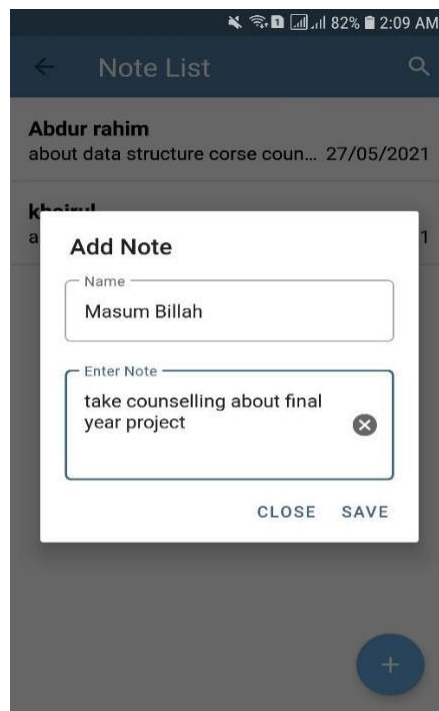 82% 2:09 AM
Note List
Abdur rahim
about data structure corse coun... 27/05/2021
Add Note
Name
Masum Billah
Enter Note
take counselling about final
year project
CLOSE SAVE